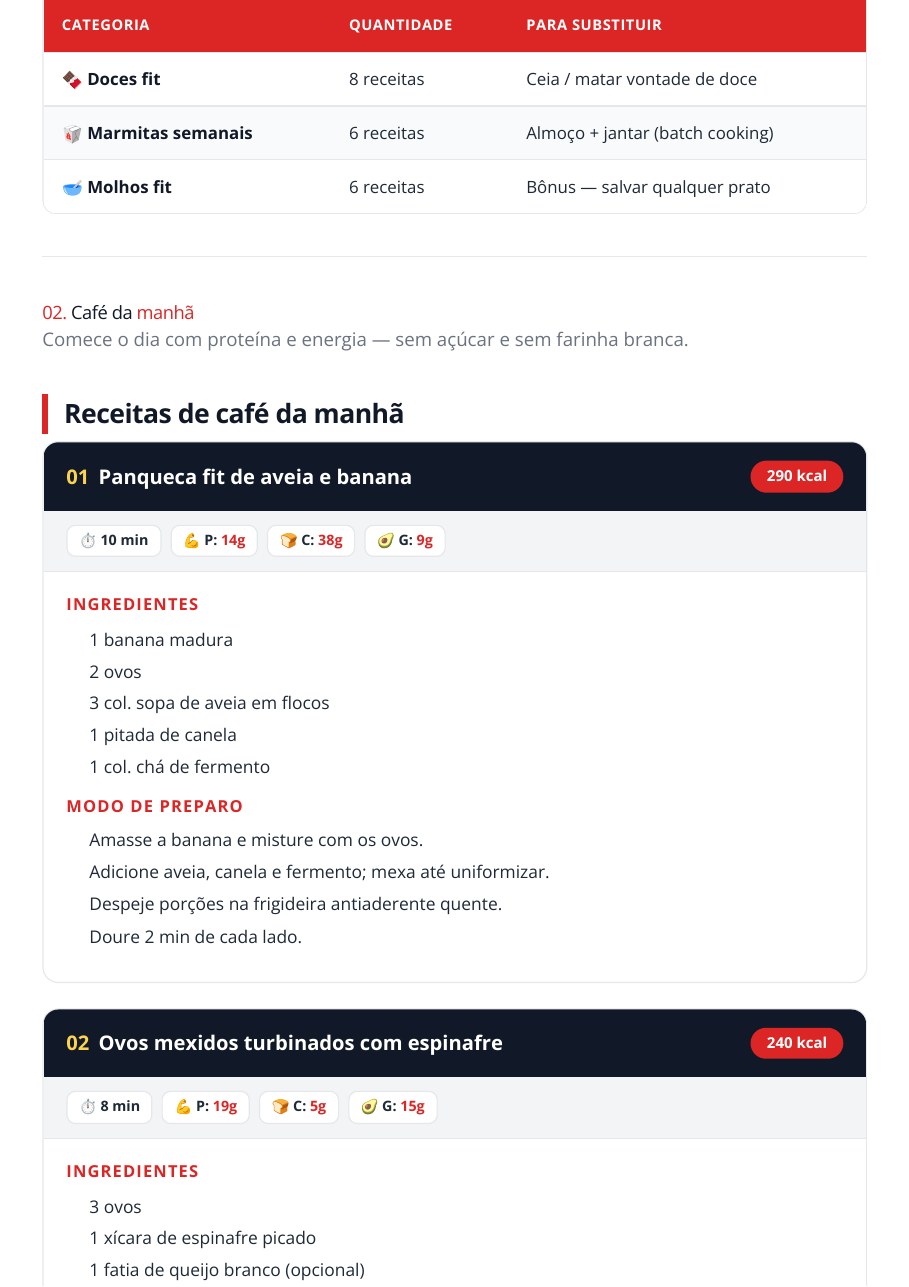 CATEGORIA QUANTIDADE PARA SUBSTITUIR
Doces fit 8 receitas Ceia / matar vontade de doce
Marmitas semanais 6 receitas Almoço + jantar (batch cooking)
Molhos fit 6 receitas Bônus — salvar qualquer prato
02. Café da manhã
Comece o dia com proteína e energia — sem açúcar e sem farinha branca.
Receitas de café da manhã
01 Panqueca fit de aveia e banana 290 kcal
10 min P: 14g C: 38g G: 9g
INGREDIENTES
1 banana madura
2 ovos
3 col. sopa de aveia em flocos
1 pitada de canela
1 col. chá de fermento
MODO DE PREPARO
Amasse a banana e misture com os ovos.
Adicione aveia, canela e fermento; mexa até uniformizar.
Despeje porções na frigideira antiaderente quente.
Doure 2 min de cada lado.
02 Ovos mexidos turbinados com espinafre 240 kcal
8 min P: 19g C: 5g G: 15g
INGREDIENTES
3 ovos
1 xícara de espinafre picado
1 fatia de queijo branco (opcional)